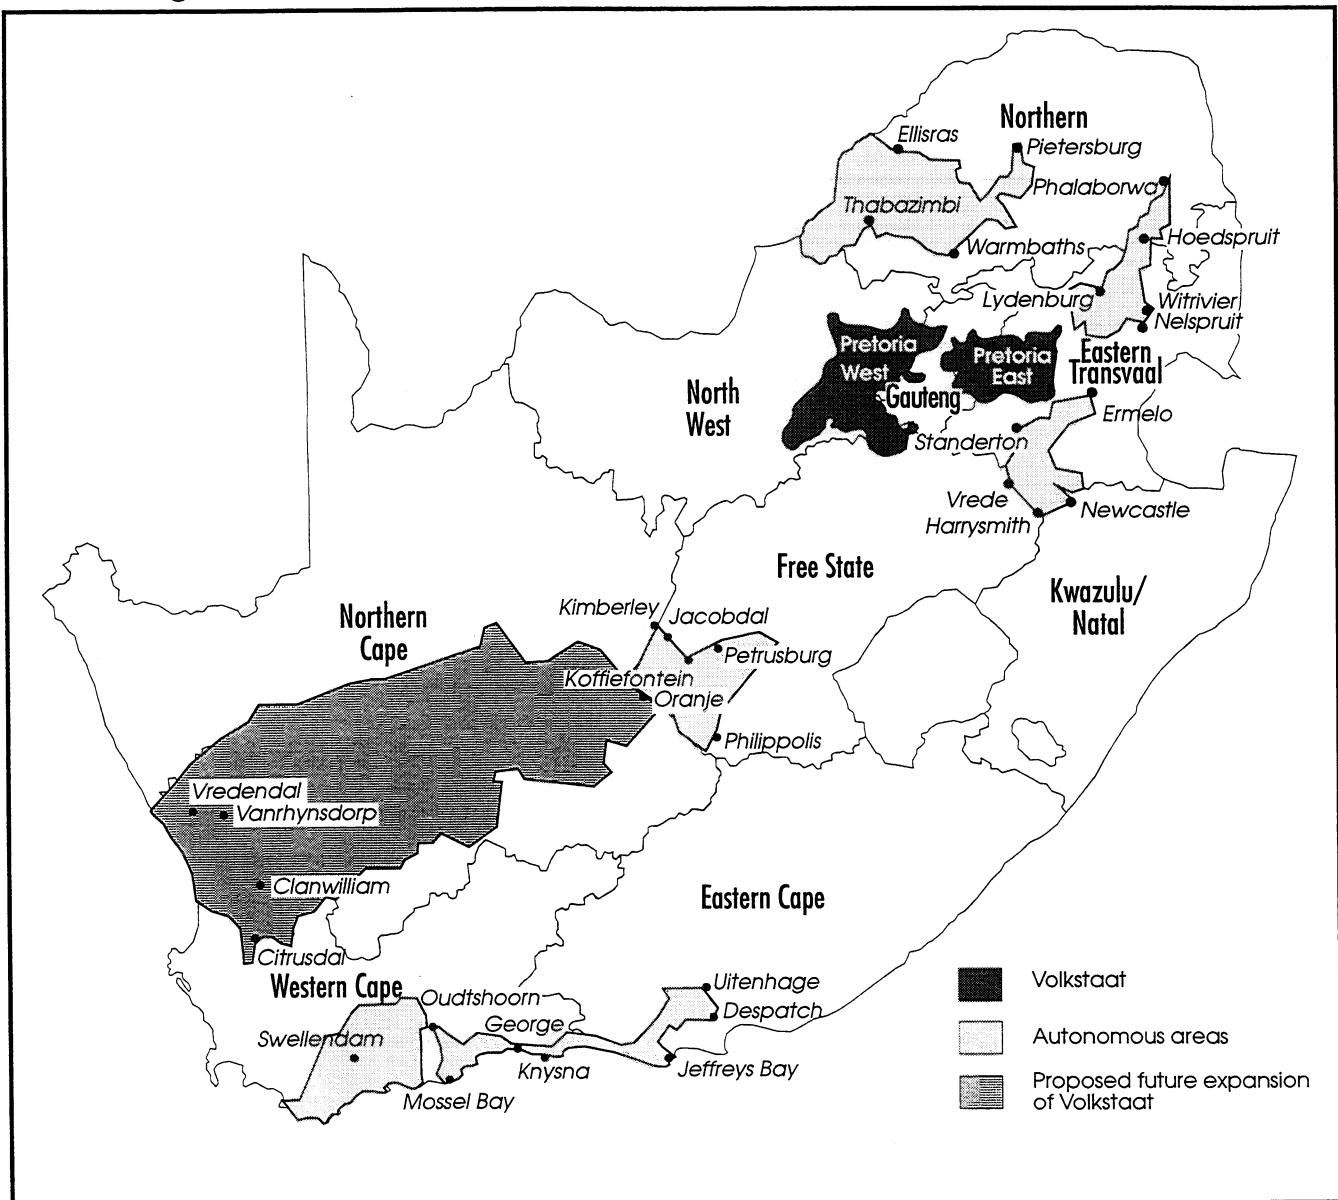 Northern
Ellisras
Pietersburg
Phalaborwa
Thabazimbi
Hoedspruit
Warmbaths
Lydenburg
Witrivier
Nelspruit
Pretoria
West
Pretoria
East
Eastern
Transvaal
North
West
Gauteng
Ermelo
Standerton
Vrede
Harrysmith
Newcastle
Free State
Kwazulu/
Natal
Northern
Cape
Kimberley
Jacobdal
Petrusburg
Koffiefontein
Oranje
Philippolis
Vredendal
Vanrhynsdorp
Clanwilliam
Eastern Cape
Citrusdal
Western Cape
Oudtshoorn
Uitenhage
Despatch
George
Swellendam
Knysna
Jeffreys Bay
Mossel Bay
Volkstaat
Autonomous areas
Proposed future expansion
of Volkstaat